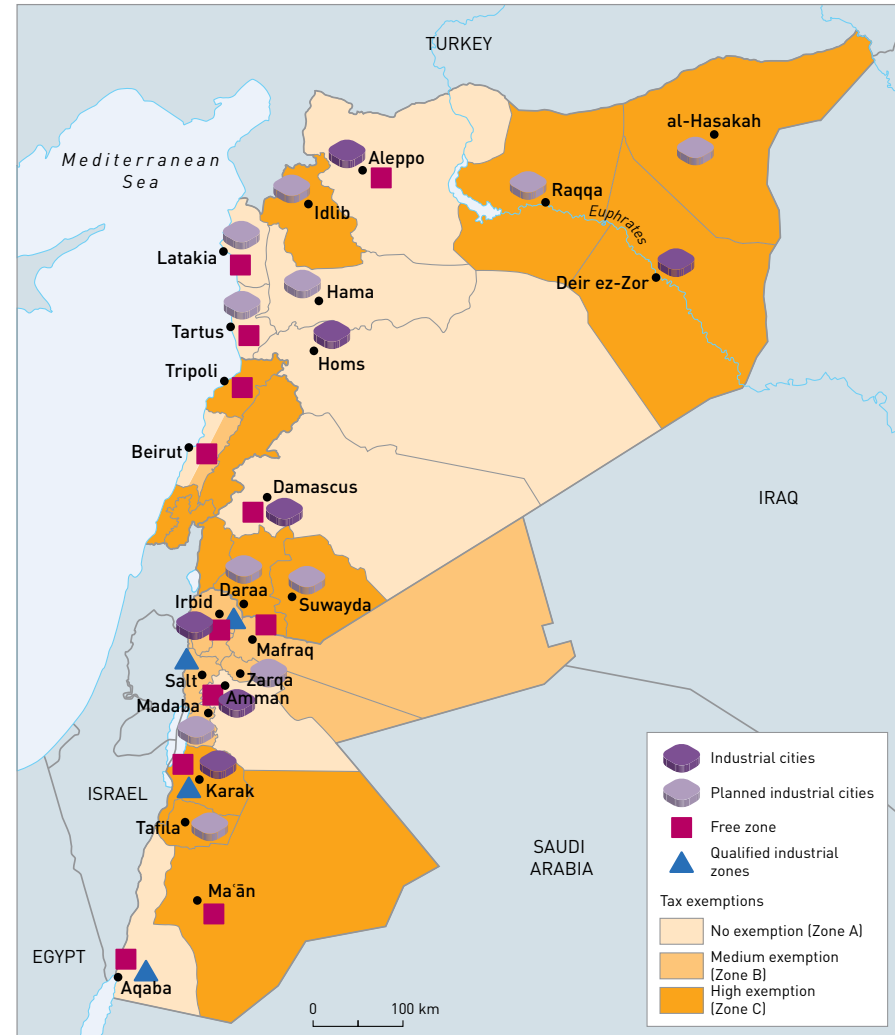 TURKEY
al-Hasakah
Mediterranean
Sea
Aleppo
Raqqa
Idlib
Euphrates
Latakia
Deir ez-Zor
Hama
Tartus
Homs
Tripoli
Beirut
Damascus
IRAQ
Daraa
Irbid
Suwayda
Mafraq
Salt
Zarqa
Amman
Madaba
ISRAEL
Karak
Tafila
SAUDI
ARABIA
Maʿān
EGYPT
Aqaba
0
100 km
Industrial cities
Planned industrial cities
Free zone
Qualified industrial
zones
Tax exemptions
No exemption (Zone A)
Medium exemption
(Zone B)
High exemption
(Zone C)